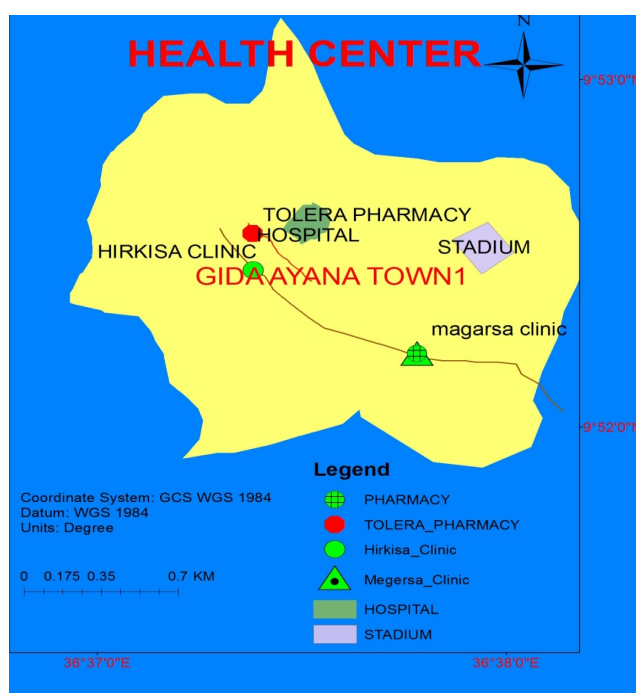 HEALTH CENTER
N
9°53'0"N
TOLERA PHARMACY
HOSPITAL
HIRKISA CLINIC
STADIUM
GIDA AYANA TOWN1
magarsa clinic
9°52'0"N
Legend
PHARMACY
TOLERA_PHARMACY
Hirkisa_Clinic
Megersa_Clinic
HOSPITAL
STADIUM
Coordinate System: GCS WGS 1984
Datum: WGS 1984
Units: Degree
0 0.175 0.35 0.7 KM
36°37'0"E
36°38'0"E